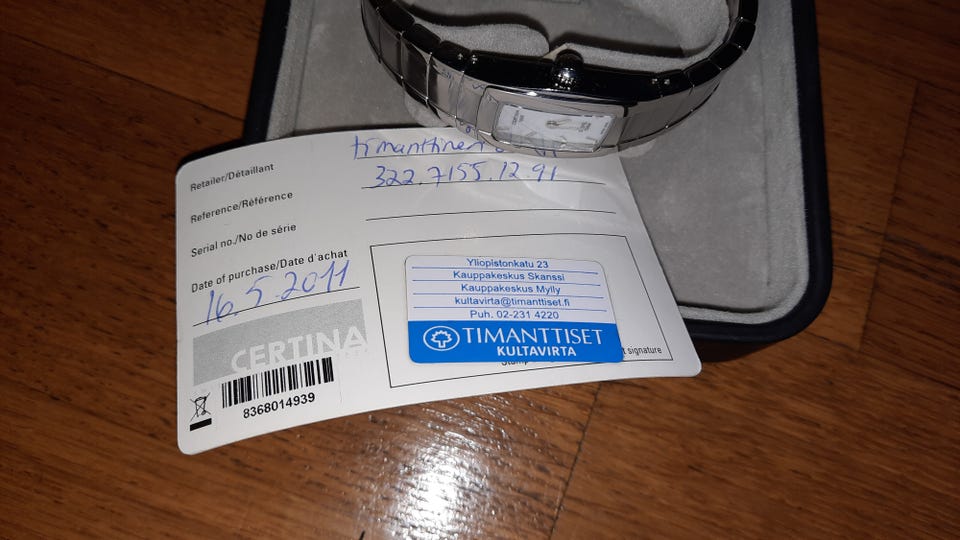 Retailer/Détaillant
timanttinen
Reference/Référence
322.7155.12.91
Serial no./No de série
Date of purchase/Date d'achat
16.5.2011
CERTINA
8368014939
Yliopistonkatu 23
Kauppakeskus Skanssi
Kauppakeskus Mylly
kultavirta@timanttiset.fi
Puh. 02-231 4220
TIMANTTISET
KULTAVIRTA
signature